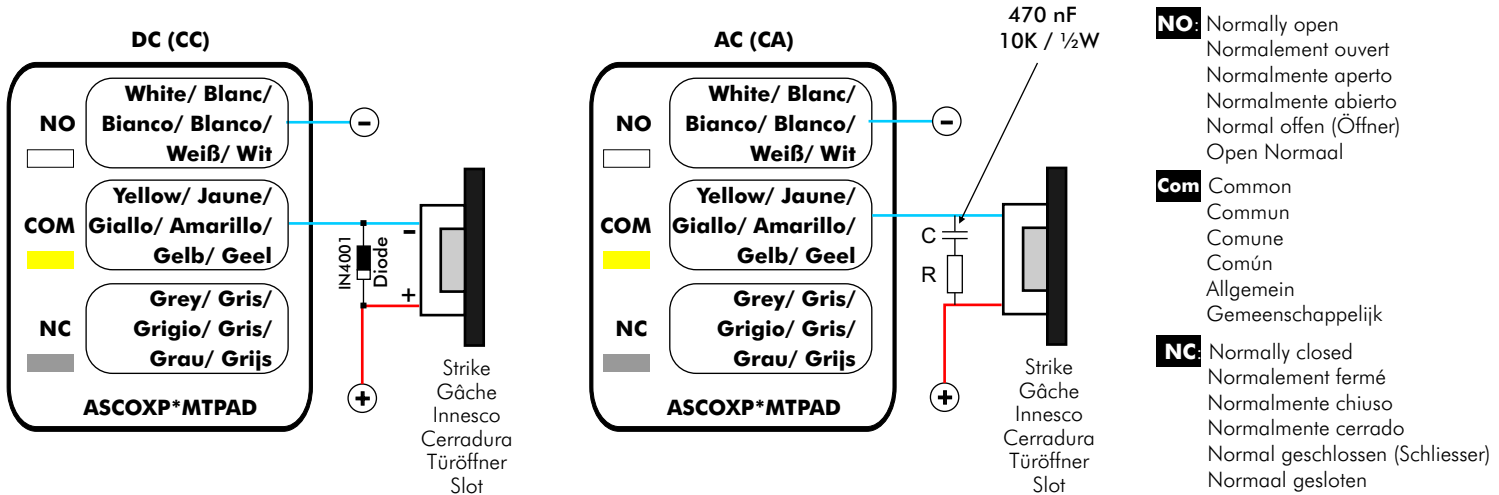 DC (CC)
NO
White/ Blanc/
Bianco/ Blanco/
Weiß/ Wit
-
COM
Yellow/ Jaune/
Giallo/ Amarillo/
Gelb/ Geel
IN4001
Diode
-
+
NC
Grey/ Gris/
Grigio/ Gris/
Grau/ Grijs
+
ASCOXP*MTPAD
Strike
Gâche
Innesco
Cerradura
Türöffner
Slot
AC (CA)
470 nF
10K / ½W
NO
White/ Blanc/
Bianco/ Blanco/
Weiß/ Wit
-
COM
Yellow/ Jaune/
Giallo/ Amarillo/
Gelb/ Geel
C
R
NC
Grey/ Gris/
Grigio/ Gris/
Grau/ Grijs
+
ASCOXP*MTPAD
Strike
Gâche
Innesco
Cerradura
Türöffner
Slot
NO: Normally open
Normalement ouvert
Normalmente aperto
Normalmente abierto
Normal offen (Öffner)
Open Normaal
Com Common
Commun
Comune
Común
Allgemein
Gemeenschappelijk
NC: Normally closed
Normalement fermé
Normalmente chiuso
Normalmente cerrado
Normal geschlossen (Schliesser)
Normaal gesloten